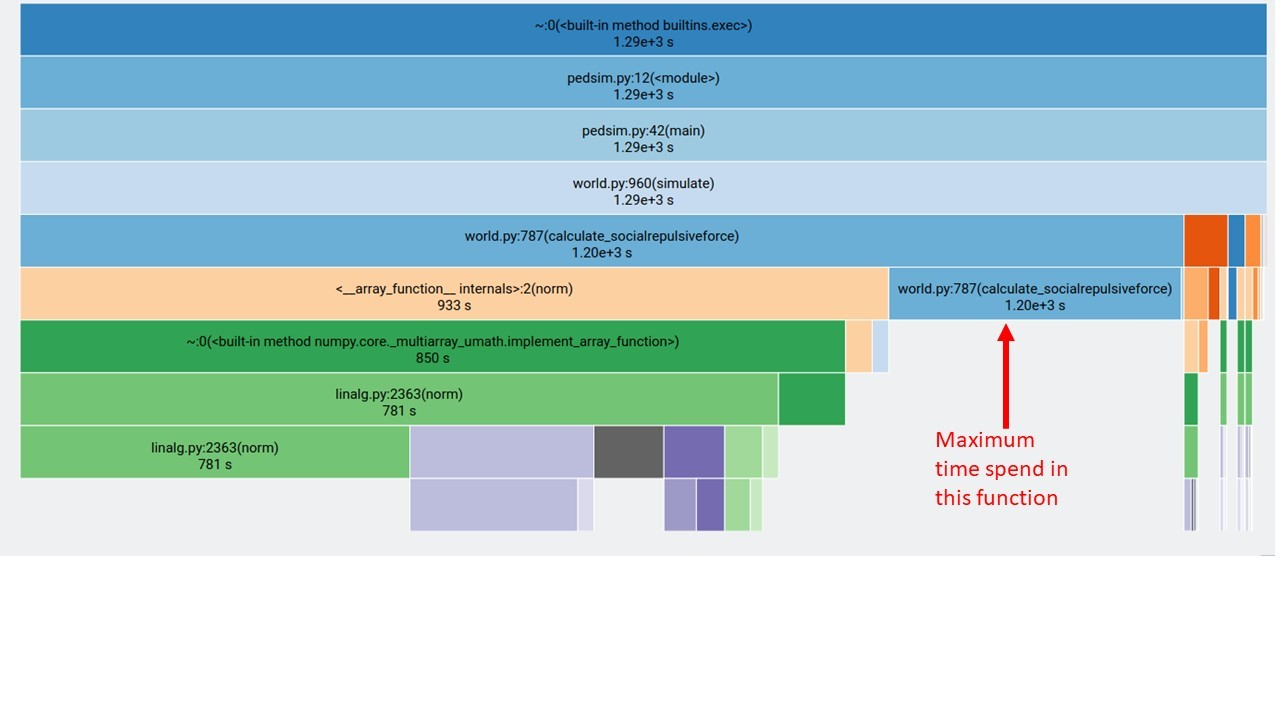 ~:0(<built-in method builtins.exec>)
1.29e+3 s
pedsim.py:12(<module>)
1.29e+3 s
pedsim.py:42(main)
1.29e+3 s
world.py:960(simulate)
1.29e+3 s
world.py:787(calculate_socialrepulsiveforce)
1.20e+3 s
<__array_function__ internals>:2(norm)
933 s
world.py:787(calculate_socialrepulsiveforce)
1.20e+3 s
~:0(<built-in method numpy.core._multiarray_umath.implement_array_function>)
850 s
linalg.py:2363(norm)
781 s
linalg.py:2363(norm)
781 s
Maximum
time spend in
this function